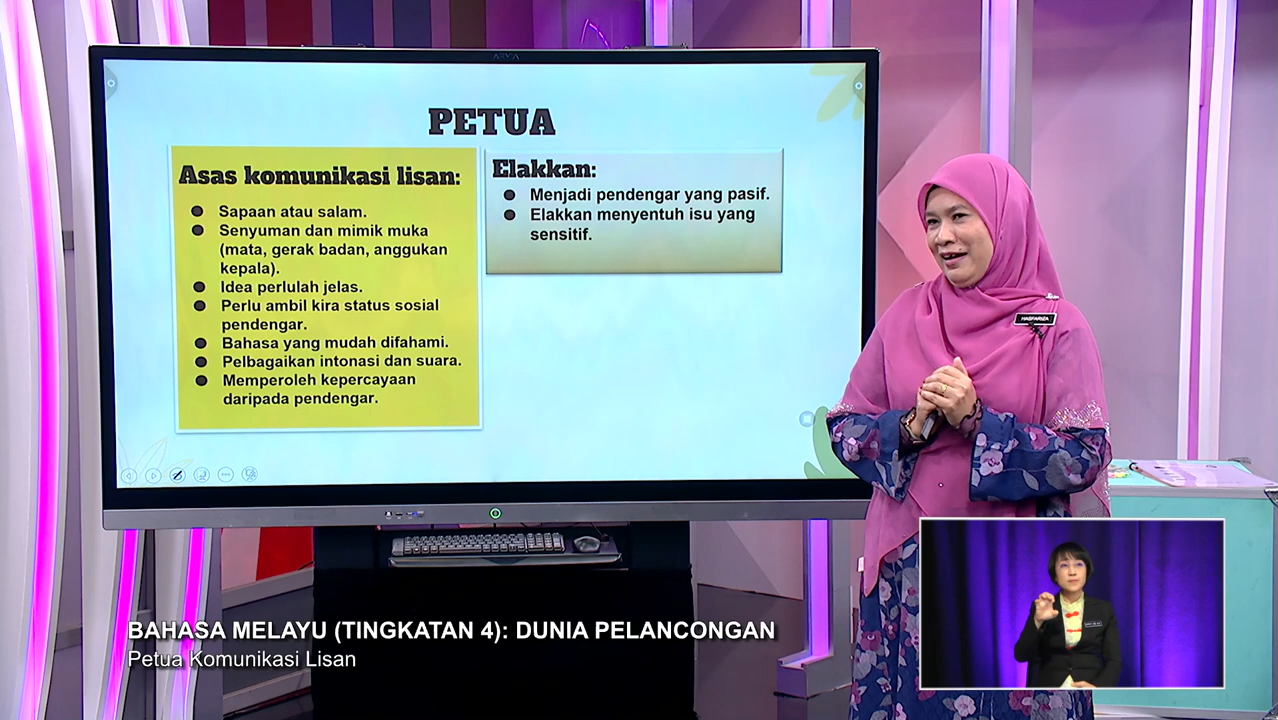 PETUA
Asas komunikasi lisan:
● Sapaan atau salam.
● Senyuman dan mimik muka
(mata, gerak badan, anggukan
kepala).
● Idea perlulah jelas.
● Perlu ambil kira status sosial
pendengar.
● Bahasa yang mudah difahami.
● Pelbagaikan intonasi dan suara.
● Memperoleh kepercayaan
daripada pendengar.
Elakkan:
● Menjadi pendengar yang pasif.
● Elakkan menyentuh isu yang
sensitif.
HASFARIZA
BAHASA MELAYU (TINGKATAN 4): DUNIA PELANCONGAN
Petua Komunikasi Lisan